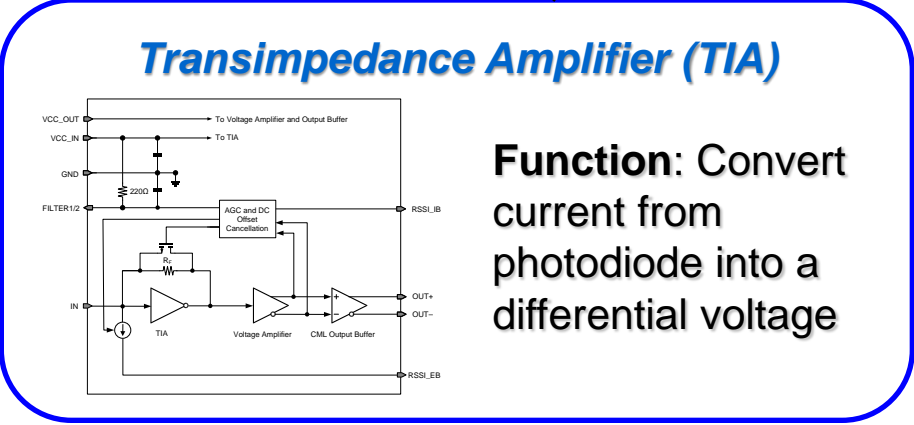 Transimpedance Amplifier (TIA)
VCC_OUT
To Voltage Amplifier and Output Buffer
VCC_IN
To TIA
GND
220Ω
FILTER1/2
AGC and DC
Offset
Cancellation
RSSI_IB
RF
IN
TIA
Voltage Amplifier
+
−
CML Output Buffer
OUT+
OUT−
RSSI_EB
Function: Convert
current from
photodiode into a
differential voltage